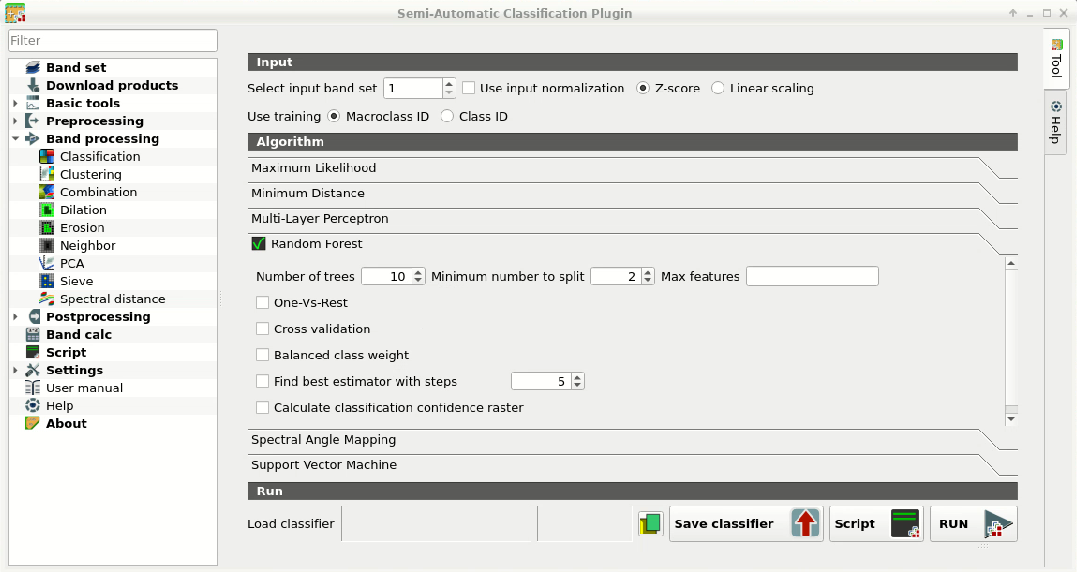 Semi-Automatic Classification Plugin
Filter
Band set
Download products
Basic tools
Preprocessing
Band processing
Classification
Clustering
Combination
Dilation
Erosion
Neighbor
PCA
Sieve
Spectral distance
Postprocessing
Band calc
Script
Settings
User manual
Help
About
Input
Select input band set 1 Use input normalization Z-score Linear scaling
Use training Macroclass ID Class ID
Algorithm
Maximum Likelihood
Minimum Distance
Multi-Layer Perceptron
Random Forest
Number of trees 10 Minimum number to split 2 Max features
One-Vs-Rest
Cross validation
Balanced class weight
Find best estimator with steps 5
Calculate classification confidence raster
Spectral Angle Mapping
Support Vector Machine
Run
Load classifier Save classifier Script RUN
Tool
Help